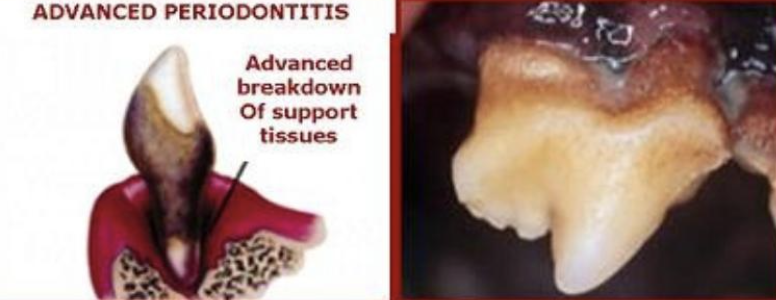 ADVANCED PERIODONTITIS
Advanced
breakdown
Of support
tissues